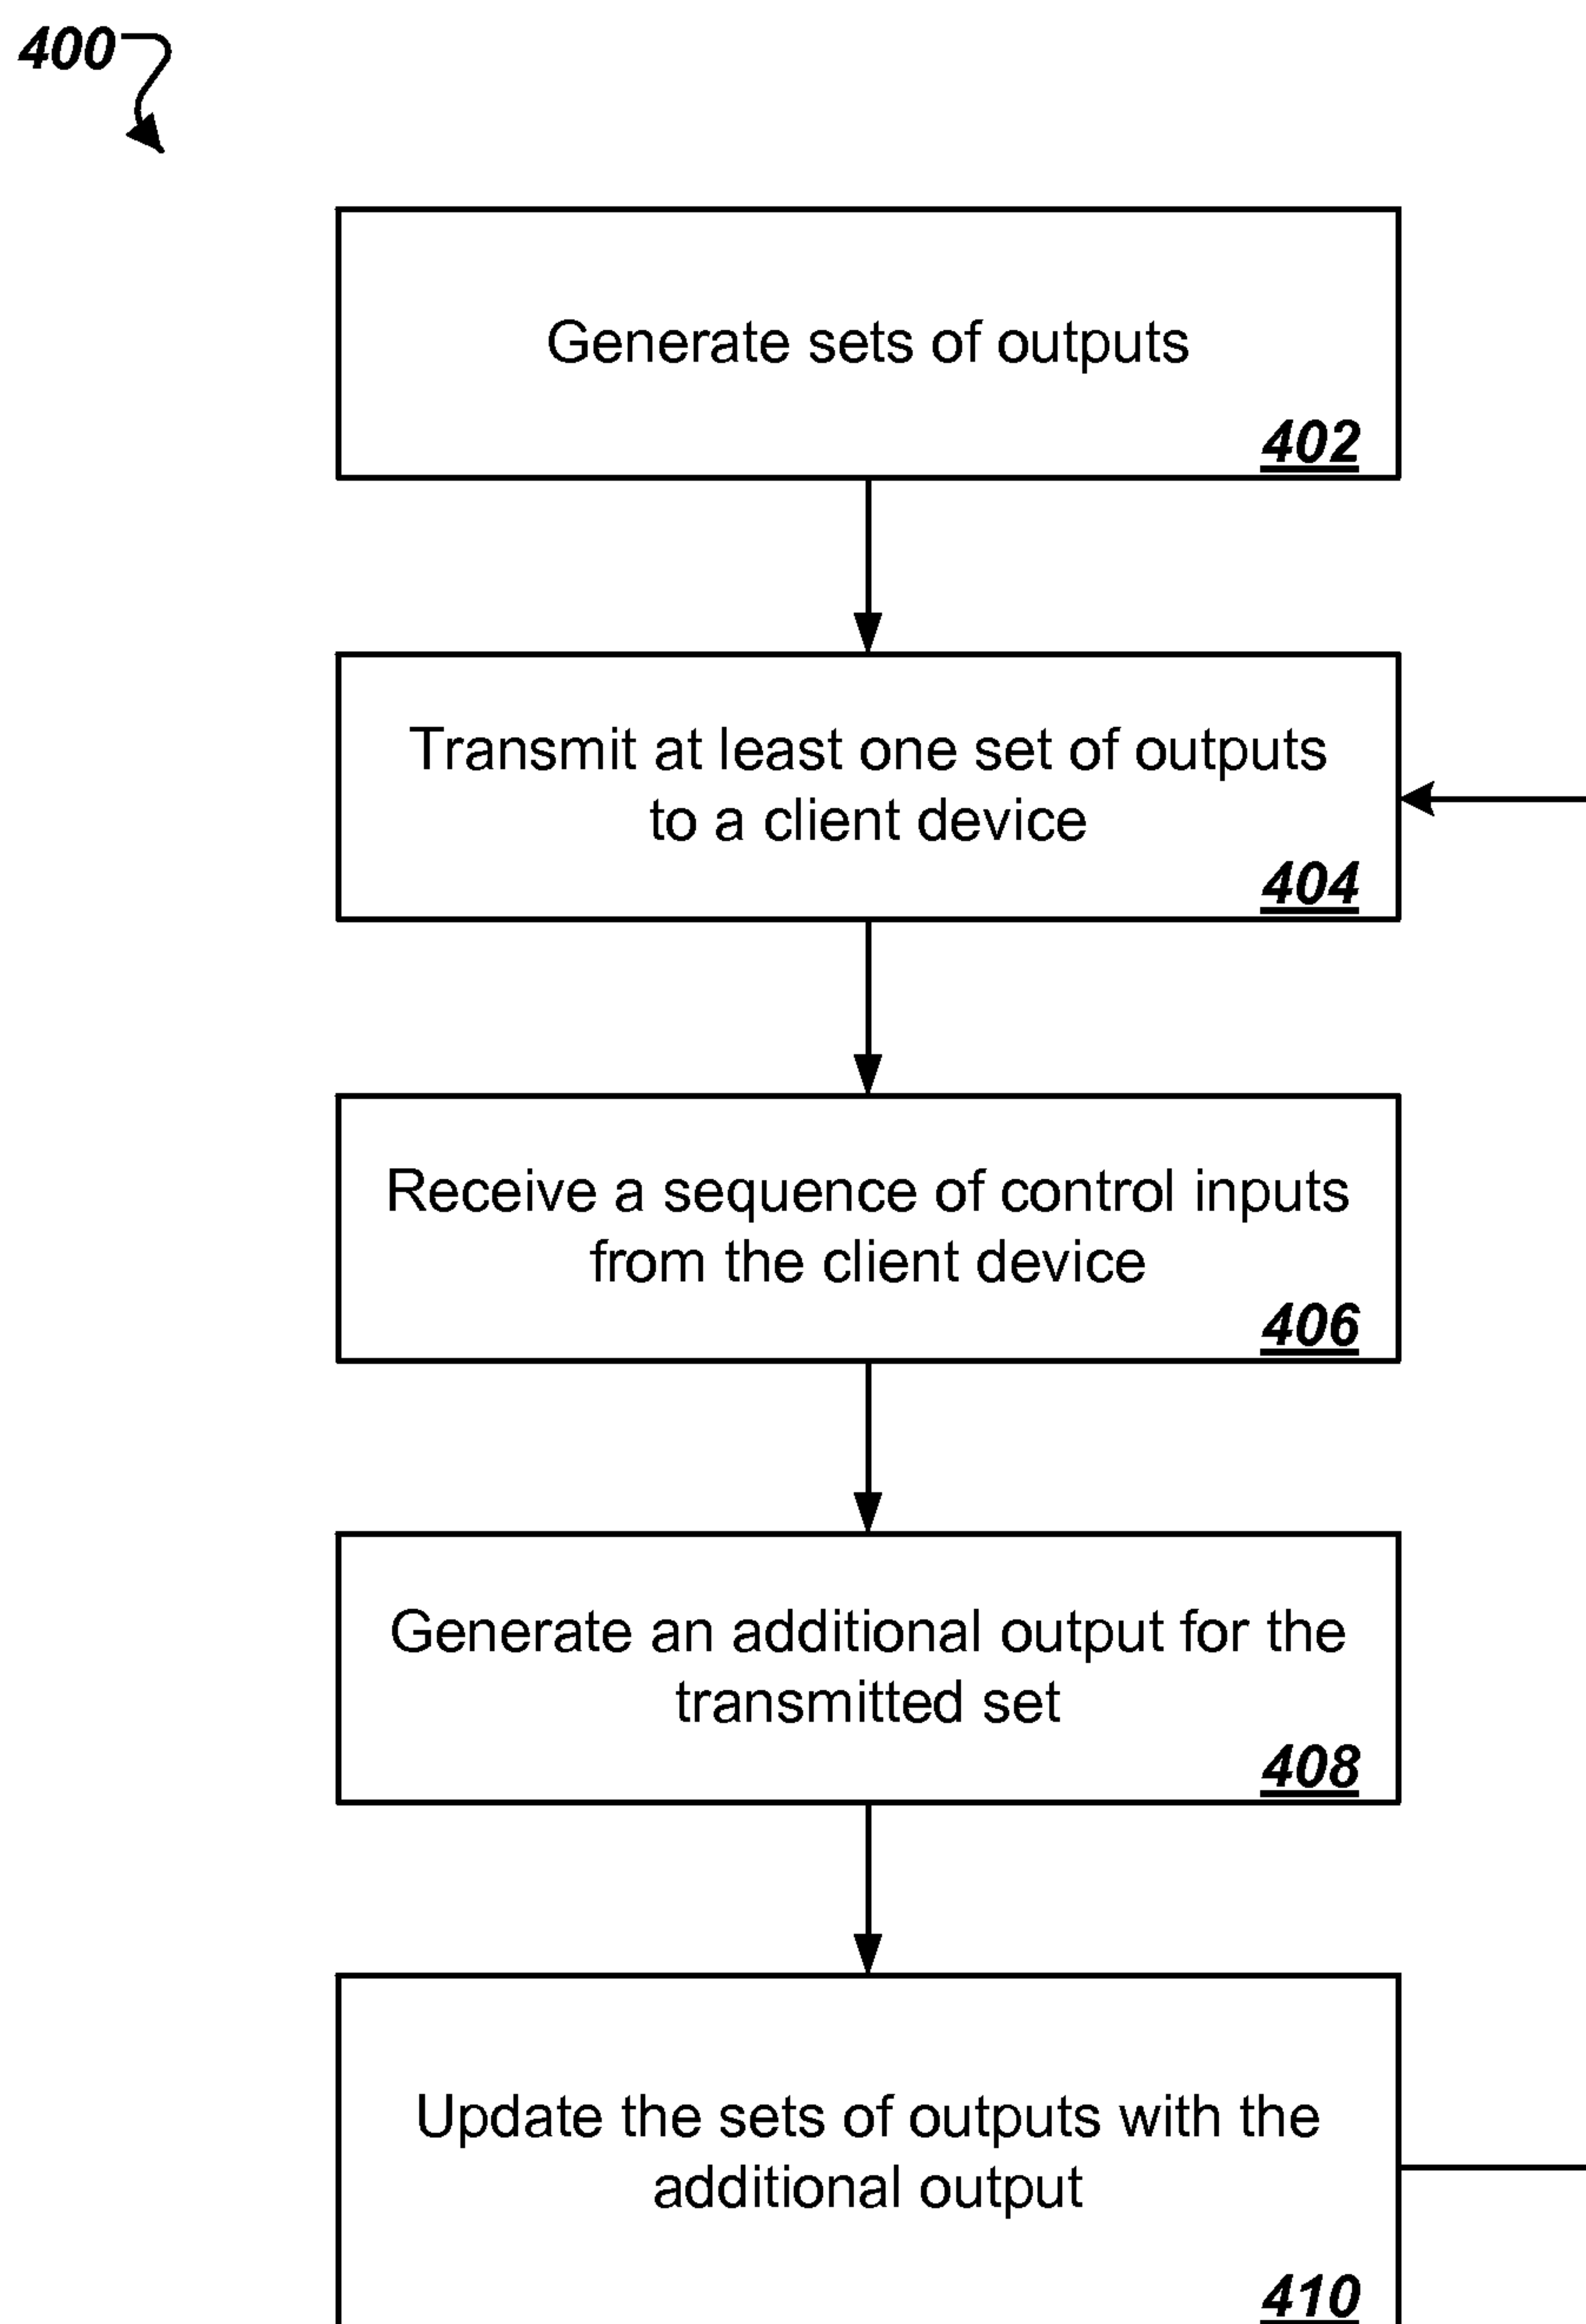 400
Generate sets of outputs
402
Transmit at least one set of outputs
to a client device
404
Receive a sequence of control inputs
from the client device
406
Generate an additional output for the
transmitted set
408
Update the sets of outputs with the
additional output
410